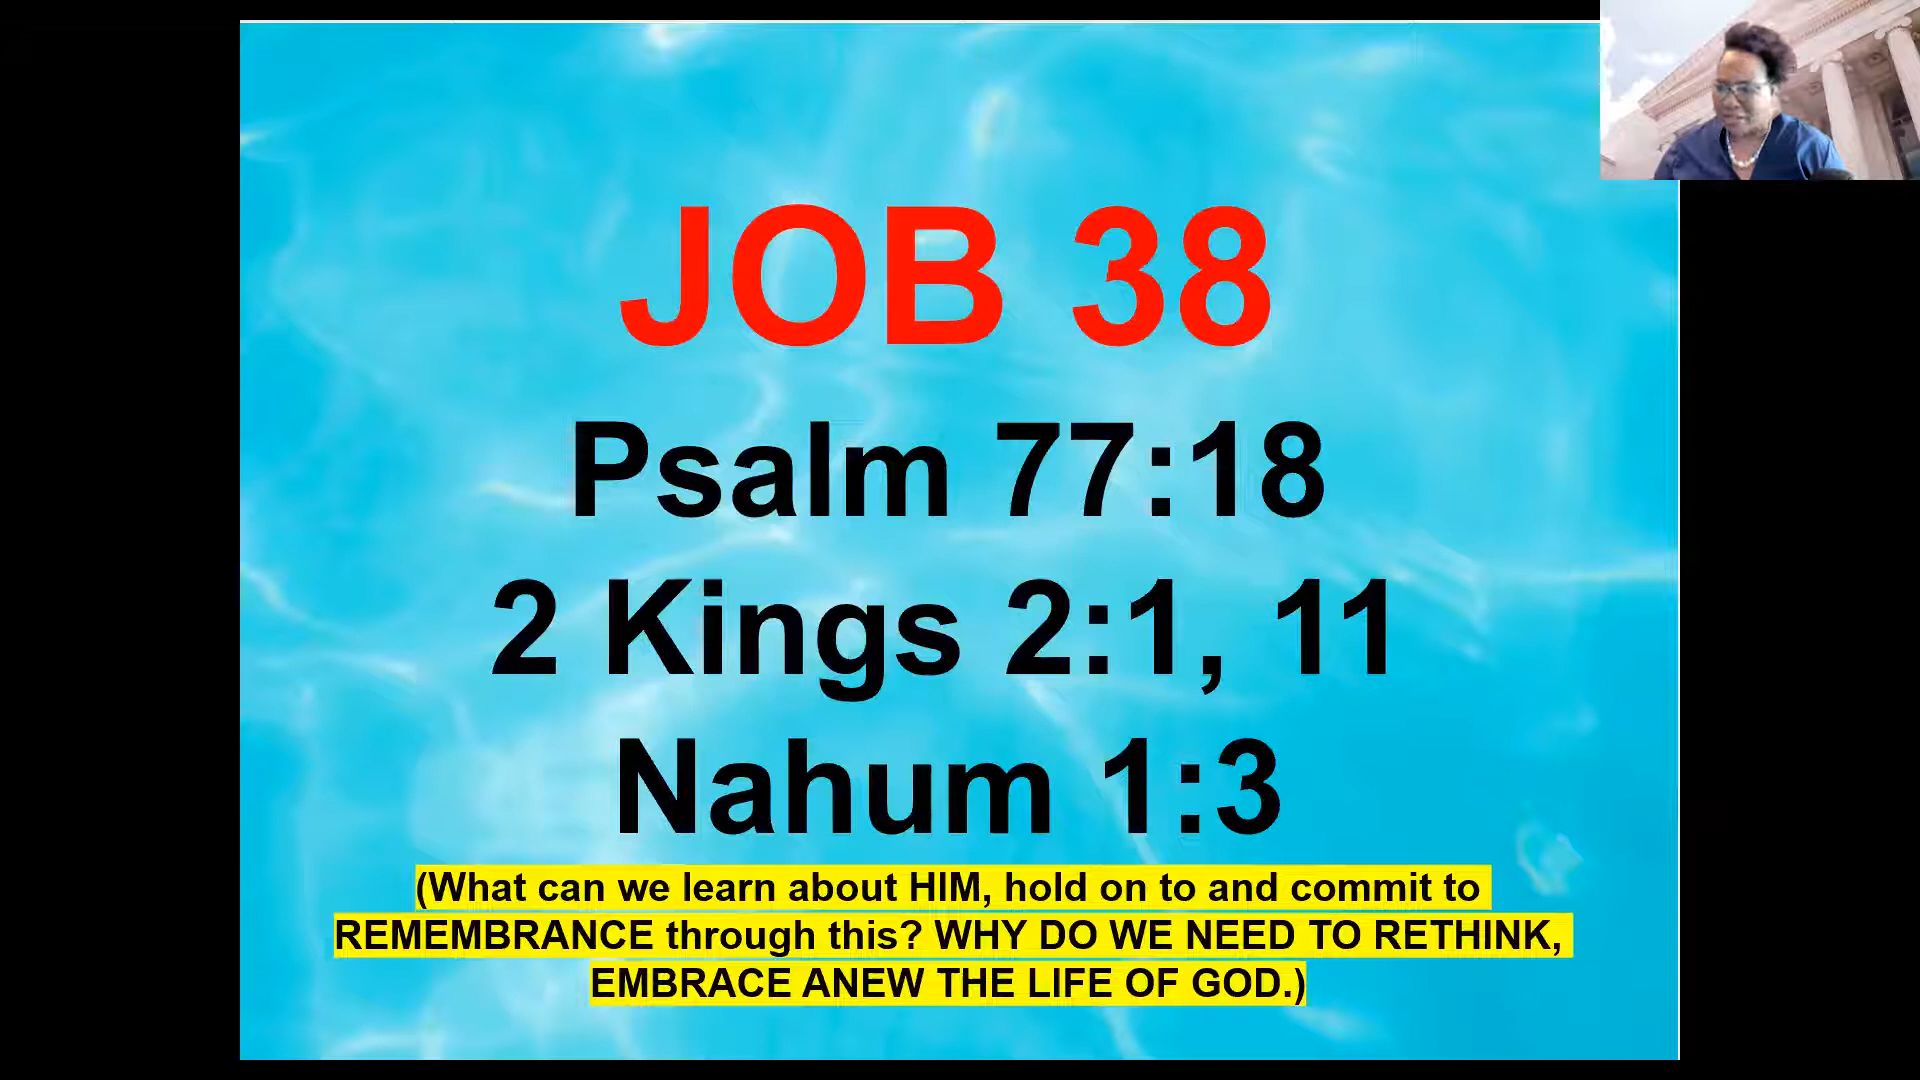 JOB 38
Psalm 77:18
2 Kings 2:1, 11
Nahum 1:3
(What can we learn about HIM, hold on to and commit to
REMEMBRANCE through this? WHY DO WE NEED TO RETHINK,
EMBRACE ANEW THE LIFE OF GOD.)